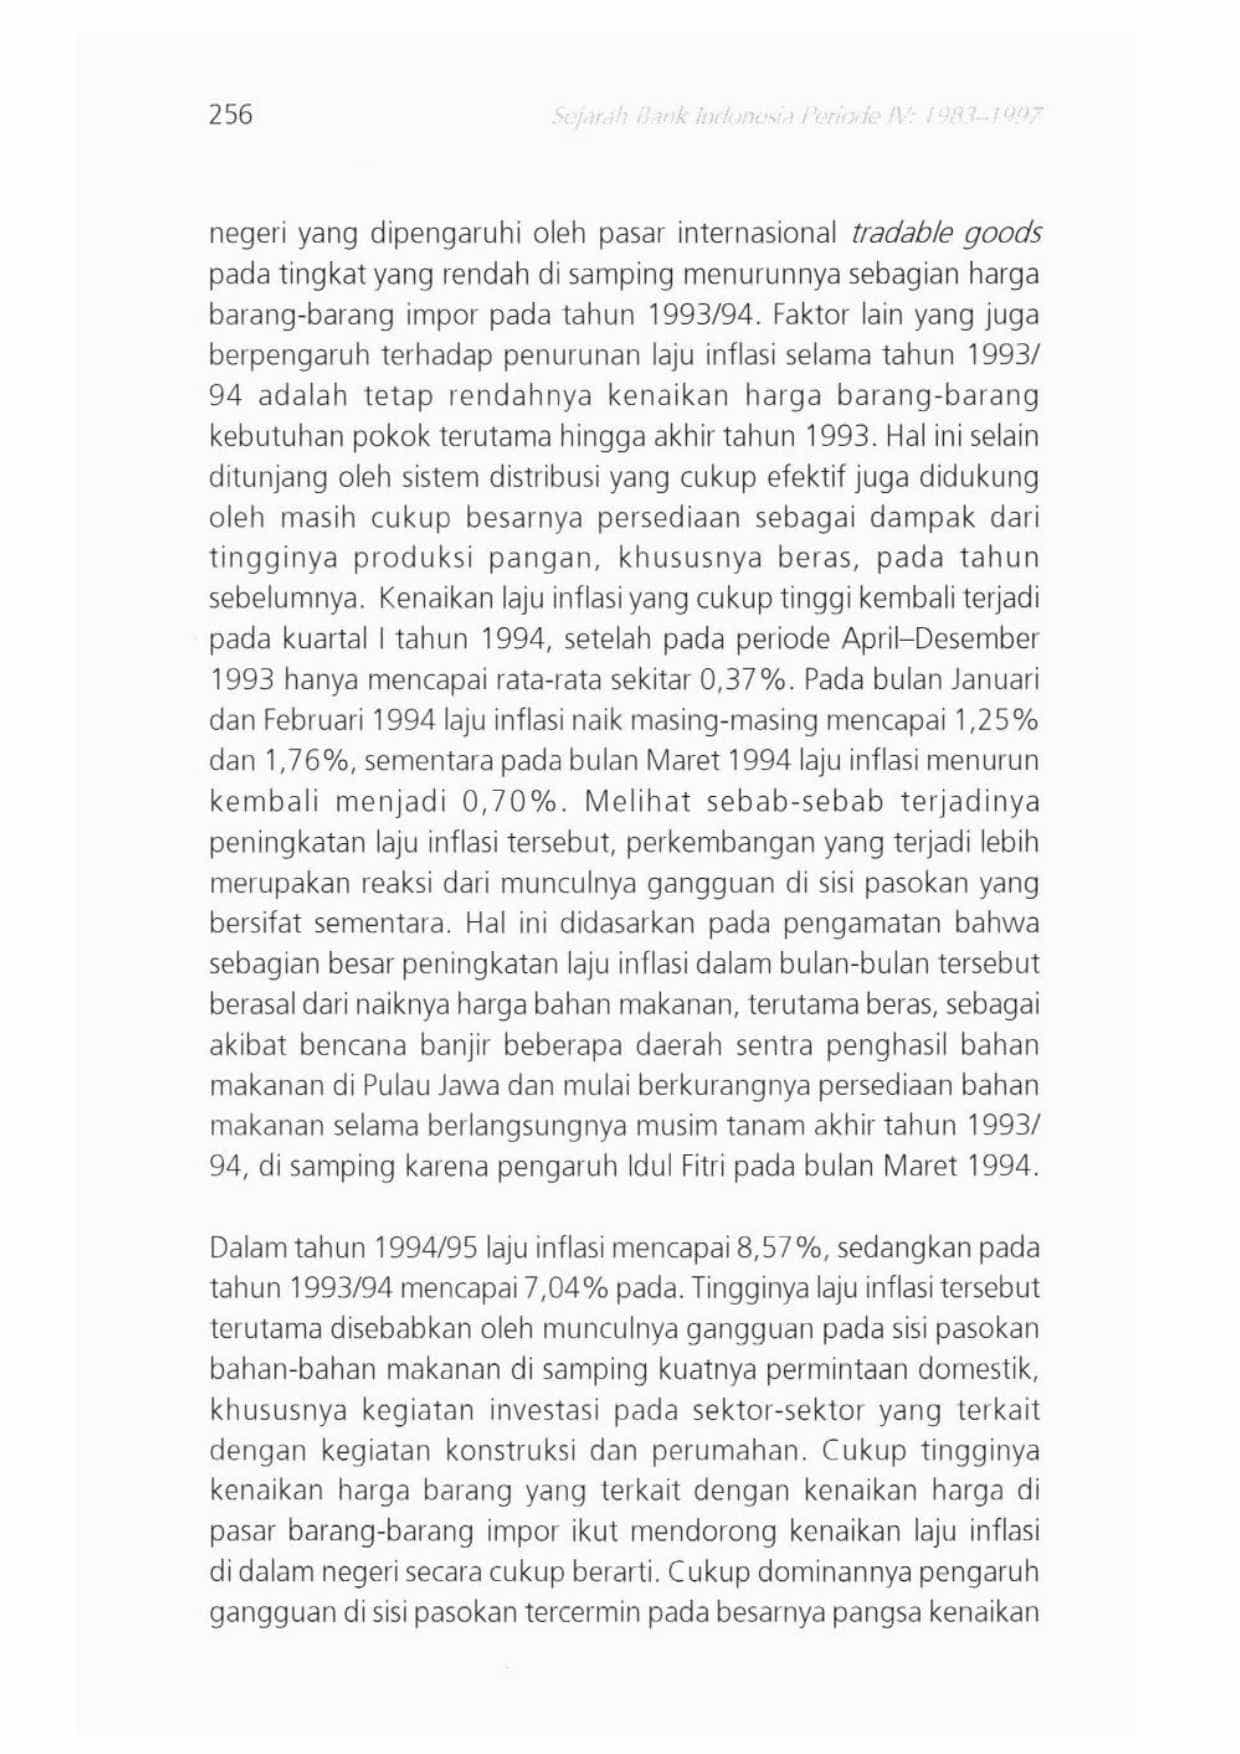 256
Sejarah Bank Indonesia Periode IV: 1983–1997
negeri yang dipengaruhi oleh pasar internasional tradable goods
pada tingkat yang rendah di samping menurunnya sebagian harga
barang-barang impor pada tahun 1993/94. Faktor lain yang juga
berpengaruh terhadap penurunan laju inflasi selama tahun 1993/
94 adalah tetap rendahnya kenaikan harga barang-barang
kebutuhan pokok terutama hingga akhir tahun 1993. Hal ini selain
ditunjang oleh sistem distribusi yang cukup efektif juga didukung
oleh masih cukup besarnya persediaan sebagai dampak dari
tingginya produksi pangan, khususnya beras, pada tahun
sebelumnya. Kenaikan laju inflasi yang cukup tinggi kembali terjadi
pada kuartal I tahun 1994, setelah pada periode April–Desember
1993 hanya mencapai rata-rata sekitar 0,37%. Pada bulan Januari
dan Februari 1994 laju inflasi naik masing-masing mencapai 1,25%
dan 1,76%, sementara pada bulan Maret 1994 laju inflasi menurun
kembali menjadi 0,70%. Melihat sebab-sebab terjadinya
peningkatan laju inflasi tersebut, perkembangan yang terjadi lebih
merupakan reaksi dari munculnya gangguan di sisi pasokan yang
bersifat sementara. Hal ini didasarkan pada pengamatan bahwa
sebagian besar peningkatan laju inflasi dalam bulan-bulan tersebut
berasal dari naiknya harga bahan makanan, terutama beras, sebagai
akibat bencana banjir beberapa daerah sentra penghasil bahan
makanan di Pulau Jawa dan mulai berkurangnya persediaan bahan
makanan selama berlangsungnya musim tanam akhir tahun 1993/
94, di samping karena pengaruh Idul Fitri pada bulan Maret 1994.
Dalam tahun 1994/95 laju inflasi mencapai 8,57%, sedangkan pada
tahun 1993/94 mencapai 7,04% pada. Tingginya laju inflasi tersebut
terutama disebabkan oleh munculnya gangguan pada sisi pasokan
bahan-bahan makanan di samping kuatnya permintaan domestik,
khususnya kegiatan investasi pada sektor-sektor yang terkait
dengan kegiatan konstruksi dan perumahan. Cukup tingginya
kenaikan harga barang yang terkait dengan kenaikan harga di
pasar barang-barang impor ikut mendorong kenaikan laju inflasi
di dalam negeri secara cukup berarti. Cukup dominannya pengaruh
gangguan di sisi pasokan tercermin pada besarnya pangsa kenaikan